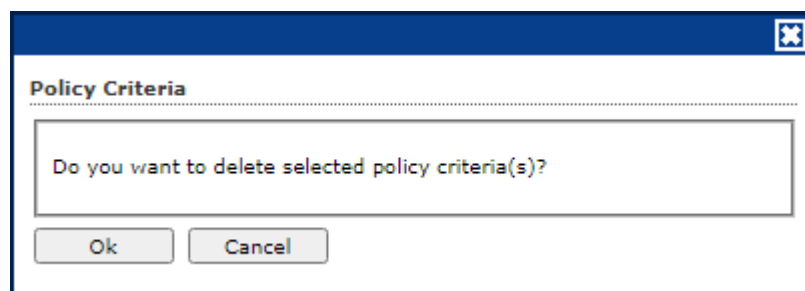 Policy Criteria
Do you want to delete selected policy criteria(s)?
Ok
Cancel